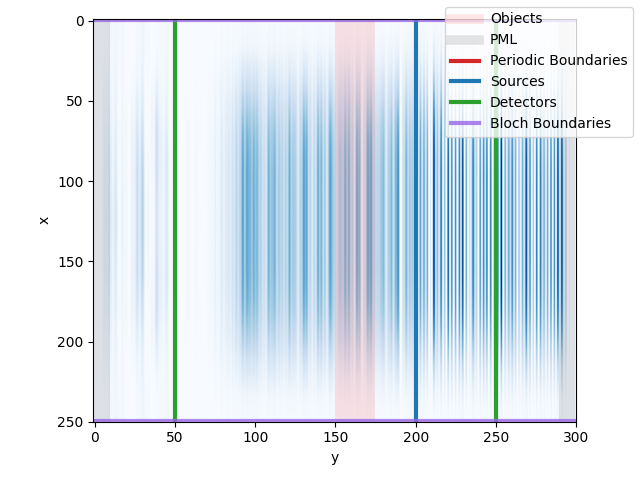 Objects
PML
Periodic Boundaries
Sources
Detectors
Bloch Boundaries
0
50
100
150
200
250
x
0
50
100
150
200
250
300
y